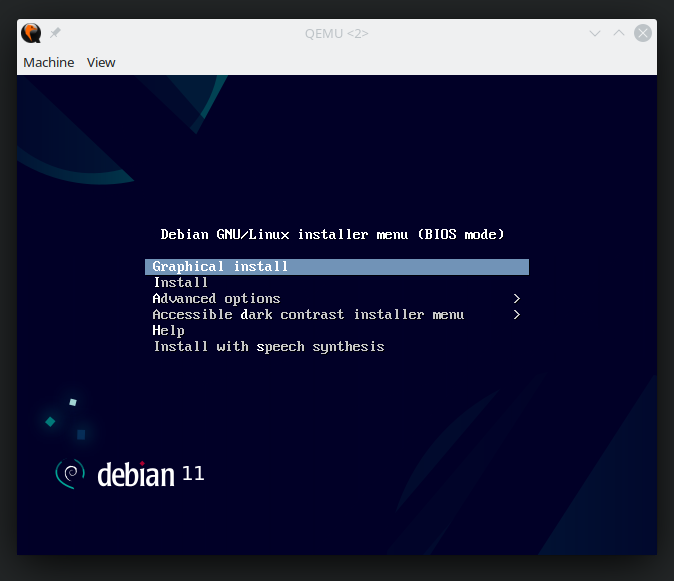 QEMU <2>
Machine View
Debian GNU/Linux installer menu (BIOS mode)
Graphical install
Install
Advanced options >
Accessible dark contrast installer menu >
Help
Install with speech synthesis
debian 11